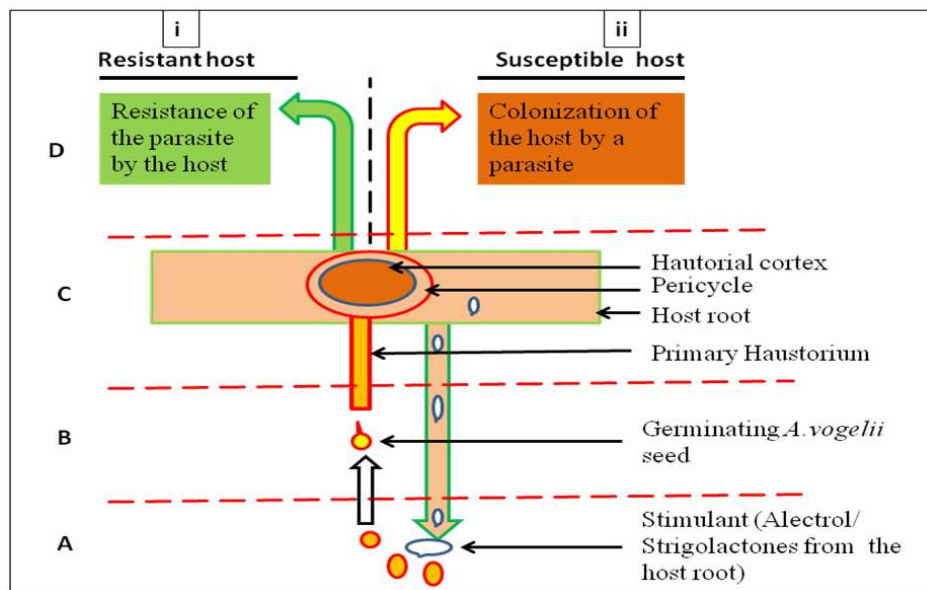 i
ii
Resistant host
Susceptible host
Resistance of
the parasite
by the host
Colonization of
the host by a
parasite
D
C
Hautorial cortex
Pericycle
Host root
Primary Haustorium
B
Germinating A.vogelii
seed
A
Stimulant (Alectrol/
Strigolactones from the
host root)